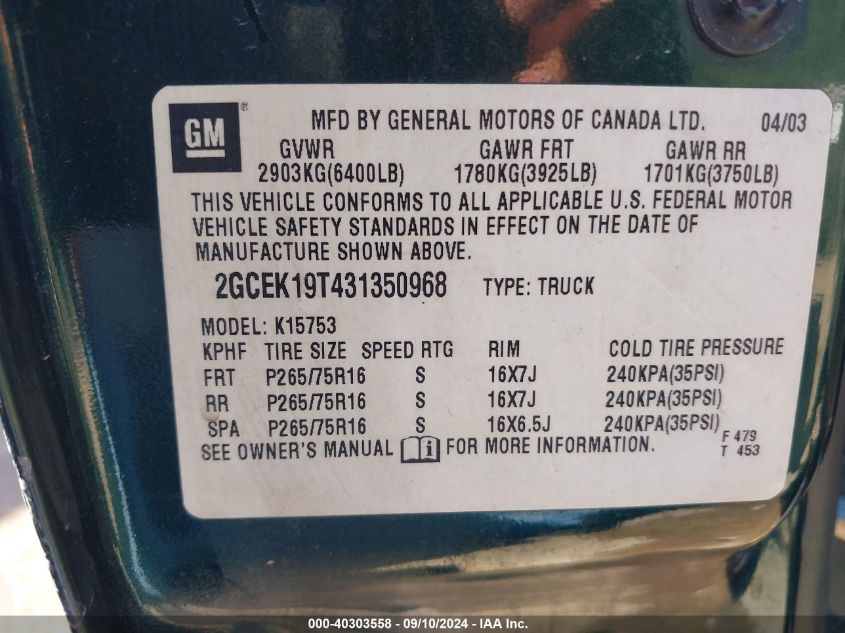 GM ® MFD BY GENERAL MOTORS OF CANADA LTD. 04/03
GVWR GAWR FRT GAWR RR
2903KG(6400LB) 1780KG(3925LB) 1701KG(3750LB)
THIS VEHICLE CONFORMS TO ALL APPLICABLE U.S. FEDERAL MOTOR
VEHICLE SAFETY STANDARDS IN EFFECT ON THE DATE OF
MANUFACTURE SHOWN ABOVE.
2GCEK19T431350968 TYPE: TRUCK
MODEL: K15753
KPHF TIRE SIZE SPEED RTG RIM COLD TIRE PRESSURE
FRT P265/75R16 S 16X7J 240KPA(35PSI)
RR P265/75R16 S 16X7J 240KPA(35PSI)
SPA P265/75R16 S 16X6.5J 240KPA(35PSI)
SEE OWNER'S MANUAL i FOR MORE INFORMATION.
F 479
T 453
000-40303558 - 09/10/2024 - IAA Inc.